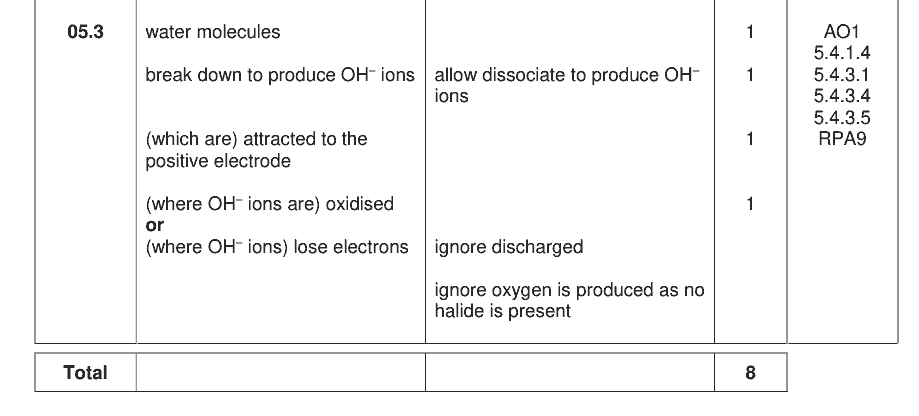 05.3 water molecules 1 AO1
5.4.1.4
break down to produce OH⁻ ions allow dissociate to produce OH⁻ 1 5.4.3.1
ions 5.4.3.4
5.4.3.5
(which are) attracted to the 1 RPA9
positive electrode
(where OH⁻ ions are) oxidised 1
or
(where OH⁻ ions) lose electrons ignore discharged
ignore oxygen is produced as no
halide is present
Total 8